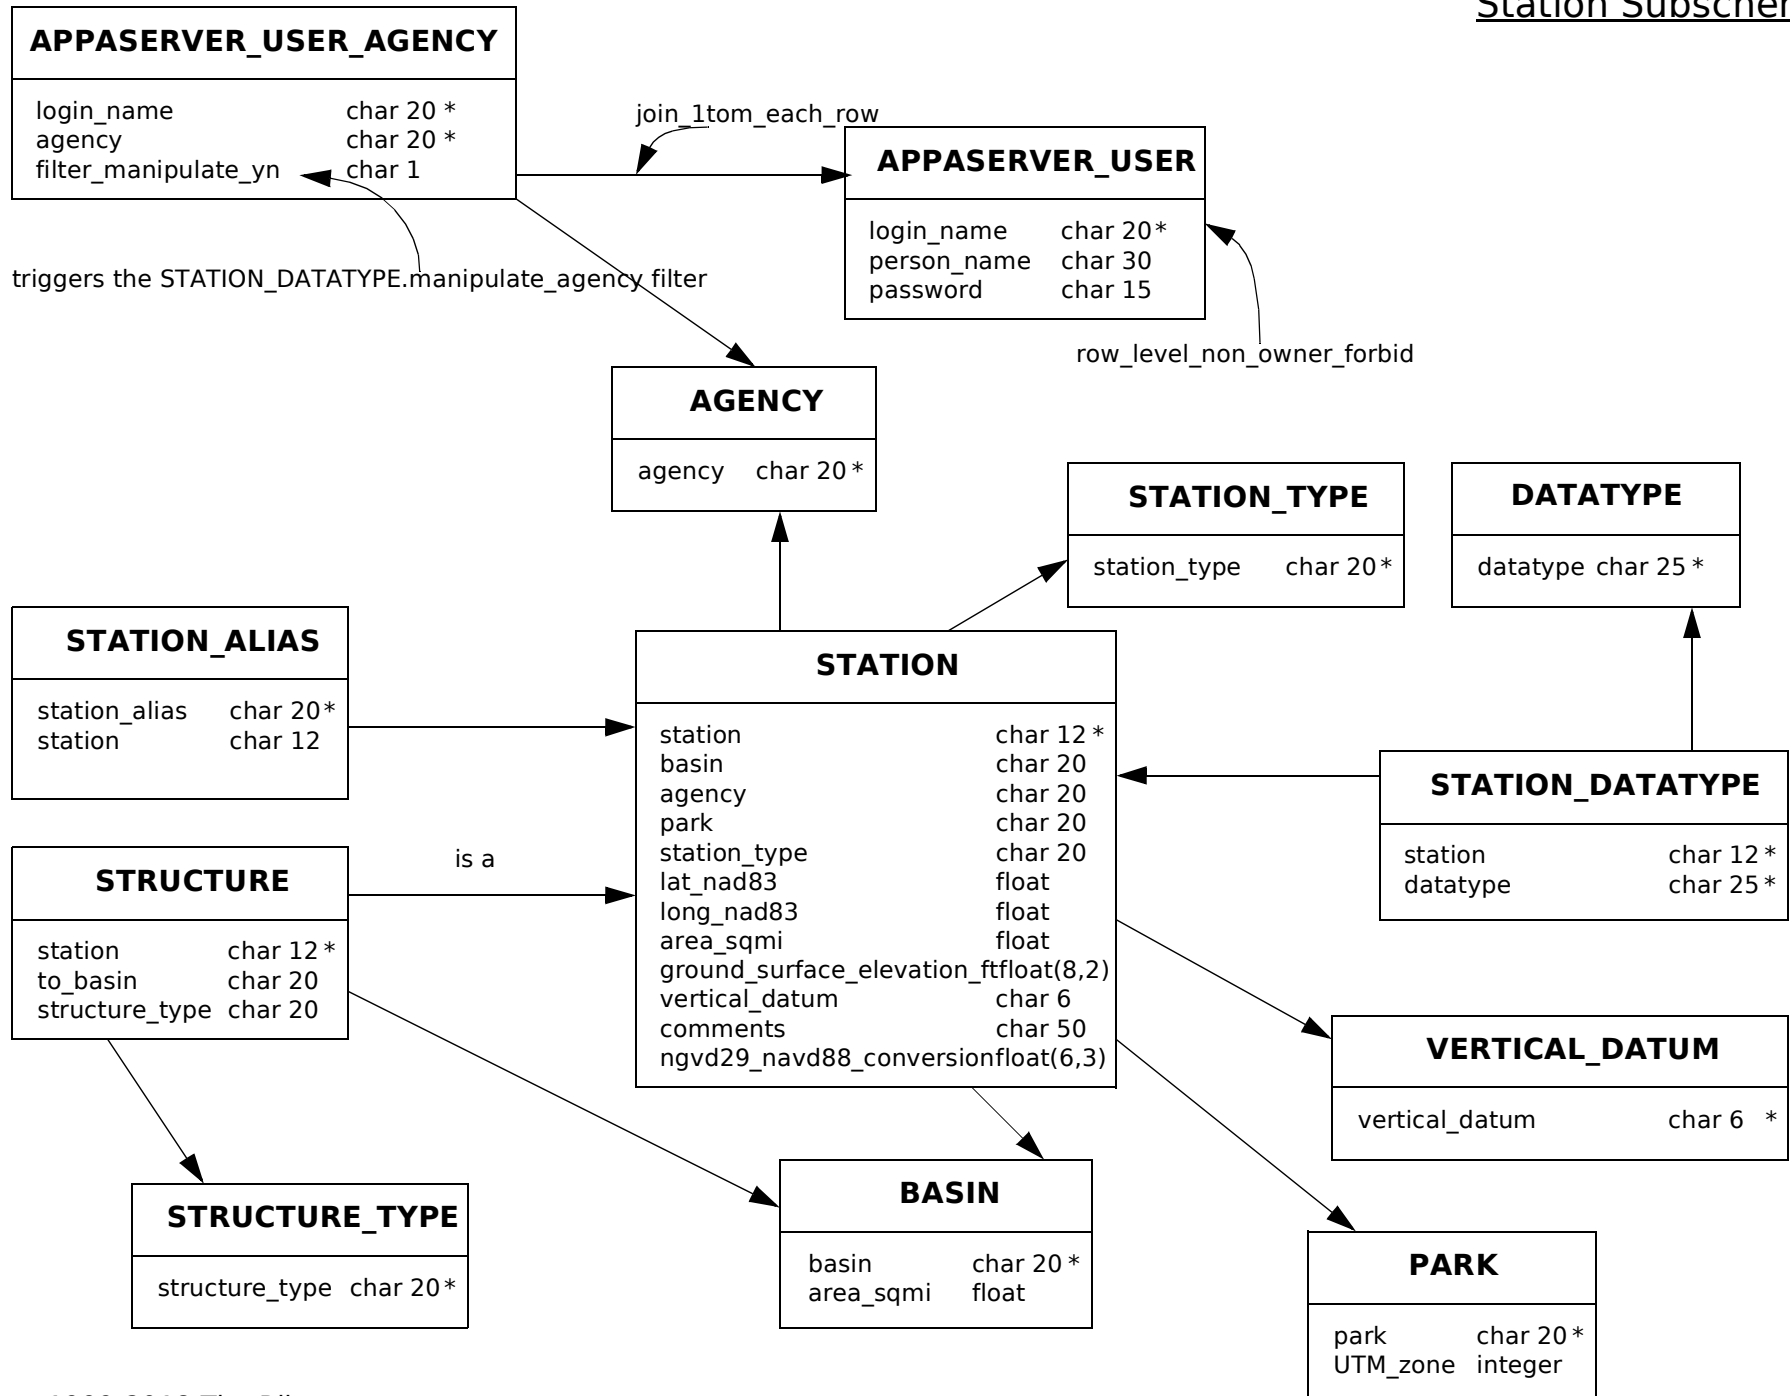 Station Subscher
APPASERVER_USER_AGENCY
login_name char 20 *
agency char 20 *
filter_manipulate_yn char 1
join_1tom_each_row
APPASERVER_USER
login_name char 20 *
person_name char 30
password char 15
triggers the STATION_DATATYPE.manipulate_agency filter
row_level_non_owner_forbid
AGENCY
agency char 20 *
STATION_TYPE
station_type char 20 *
DATATYPE
datatype char 25 *
STATION_ALIAS
station_alias char 20 *
station char 12
STATION
station char 12 *
basin char 20
agency char 20
park char 20
station_type char 20
lat_nad83 float
long_nad83 float
area_sqmi float
ground_surface_elevation_ft float(8,2)
vertical_datum char 6
comments char 50
ngvd29_navd88_conversion float(6,3)
STATION_DATATYPE
station char 12 *
datatype char 25 *
is a
STRUCTURE
station char 12 *
to_basin char 20
structure_type char 20
VERTICAL_DATUM
vertical_datum char 6 *
STRUCTURE_TYPE
structure_type char 20 *
BASIN
basin char 20 *
area_sqmi float
PARK
park char 20 *
UTM_zone integer